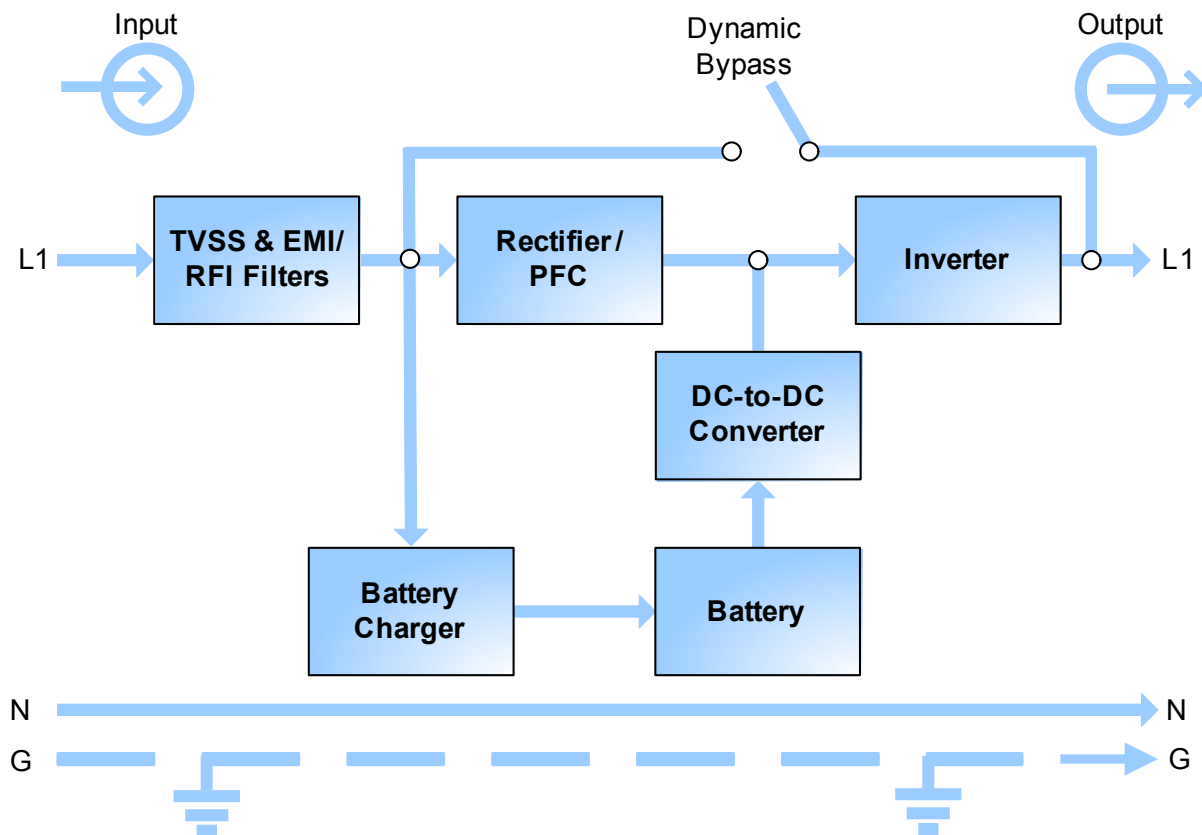 Input
Dynamic
Bypass
Output
L1
TVSS & EMI/
RFI Filters
Rectifier/
PFC
Inverter
L1
DC-to-DC
Converter
Battery
Charger
Battery
N
N
G
G